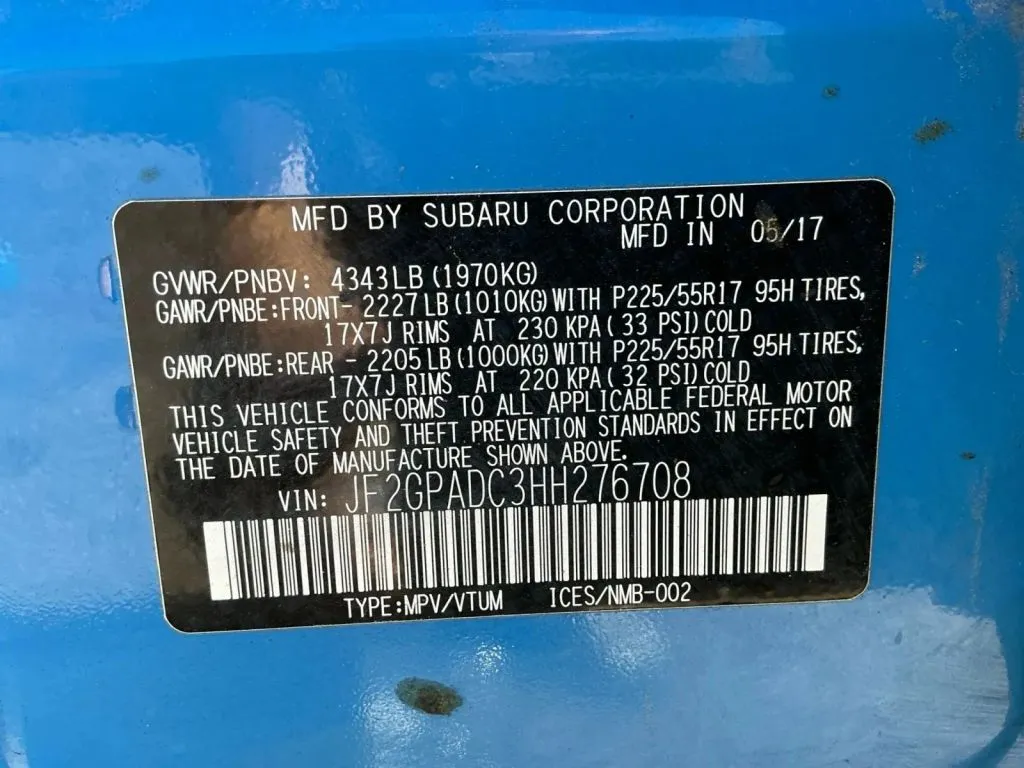 MFD BY SUBARU CORPORATION
MFD IN 05/17
GVWR/PNBV: 4343LB(1970KG)
GAWR/PNBE:FRONT- 2227LB(1010KG)WITH P225/55R17 95H TIRES,
17X7J RIMS AT 230 KPA(33 PSI)COLD
GAWR/PNBE:REAR - 2205LB(1000KG)WITH P225/55R17 95H TIRES,
17X7J RIMS AT 220 KPA(32 PSI)COLD
THIS VEHICLE CONFORMS TO ALL APPLICABLE FEDERAL MOTOR
VEHICLE SAFETY AND THEFT PREVENTION STANDARDS IN EFFECT ON
THE DATE OF MANUFACTURE SHOWN ABOVE.
VIN: JF2GPADC3HH276708
TYPE:MPV/VTUM ICES/NMB-002